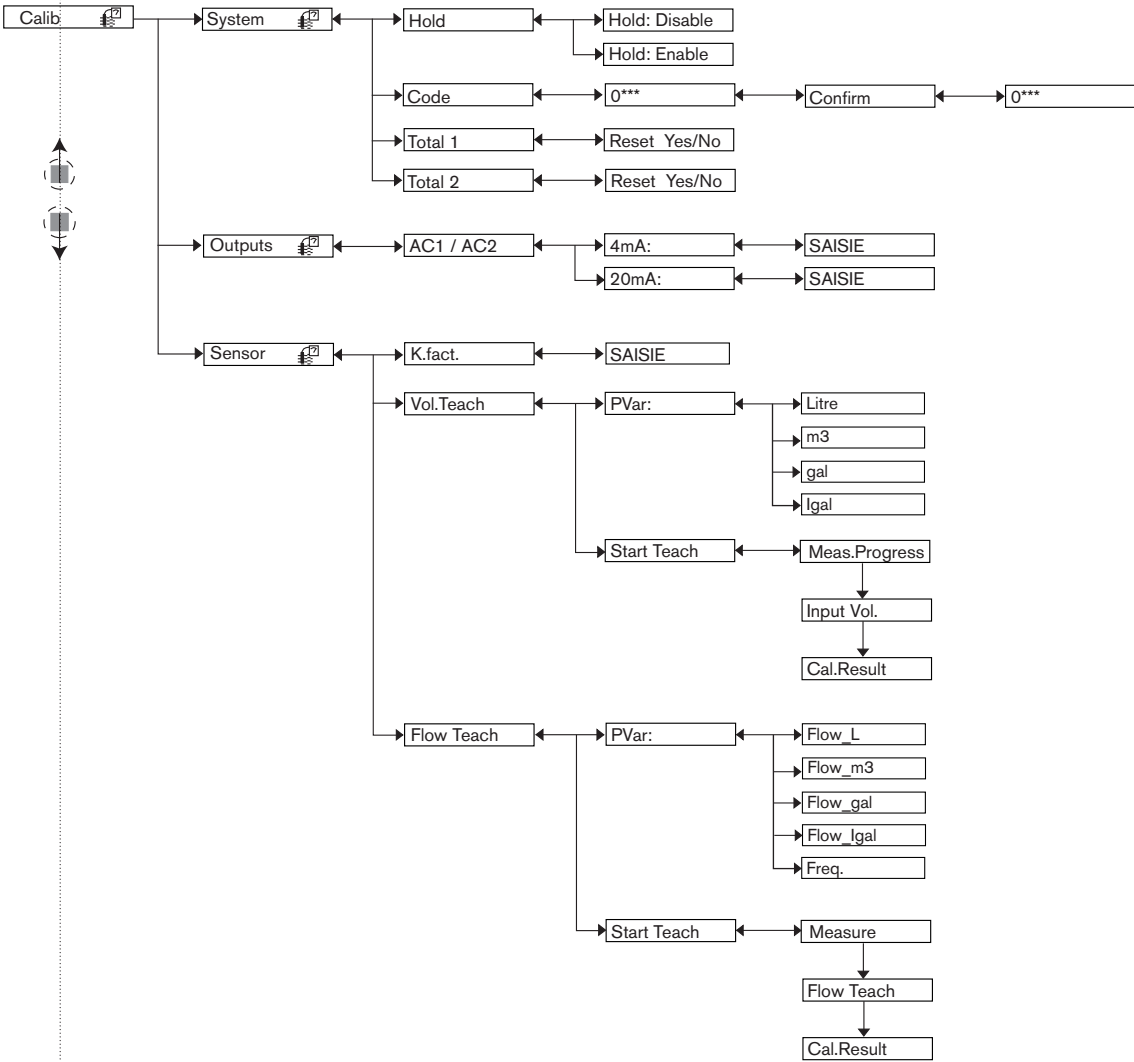 Calib
System
Hold
Hold: Disable
Hold: Enable
Code
0***
Confirm
0***
Total 1
Reset Yes/No
Total 2
Reset Yes/No
Outputs
AC1 / AC2
4mA:
SAISIE
20mA:
SAISIE
Sensor
K.fact.
SAISIE
Vol.Teach
PVar:
Litre
m3
gal
Igal
Start Teach
Meas.Progress
Input Vol.
Cal.Result
Flow Teach
PVar:
Flow_L
Flow_m3
Flow_gal
Flow_Igal
Freq.
Start Teach
Measure
Flow Teach
Cal.Result